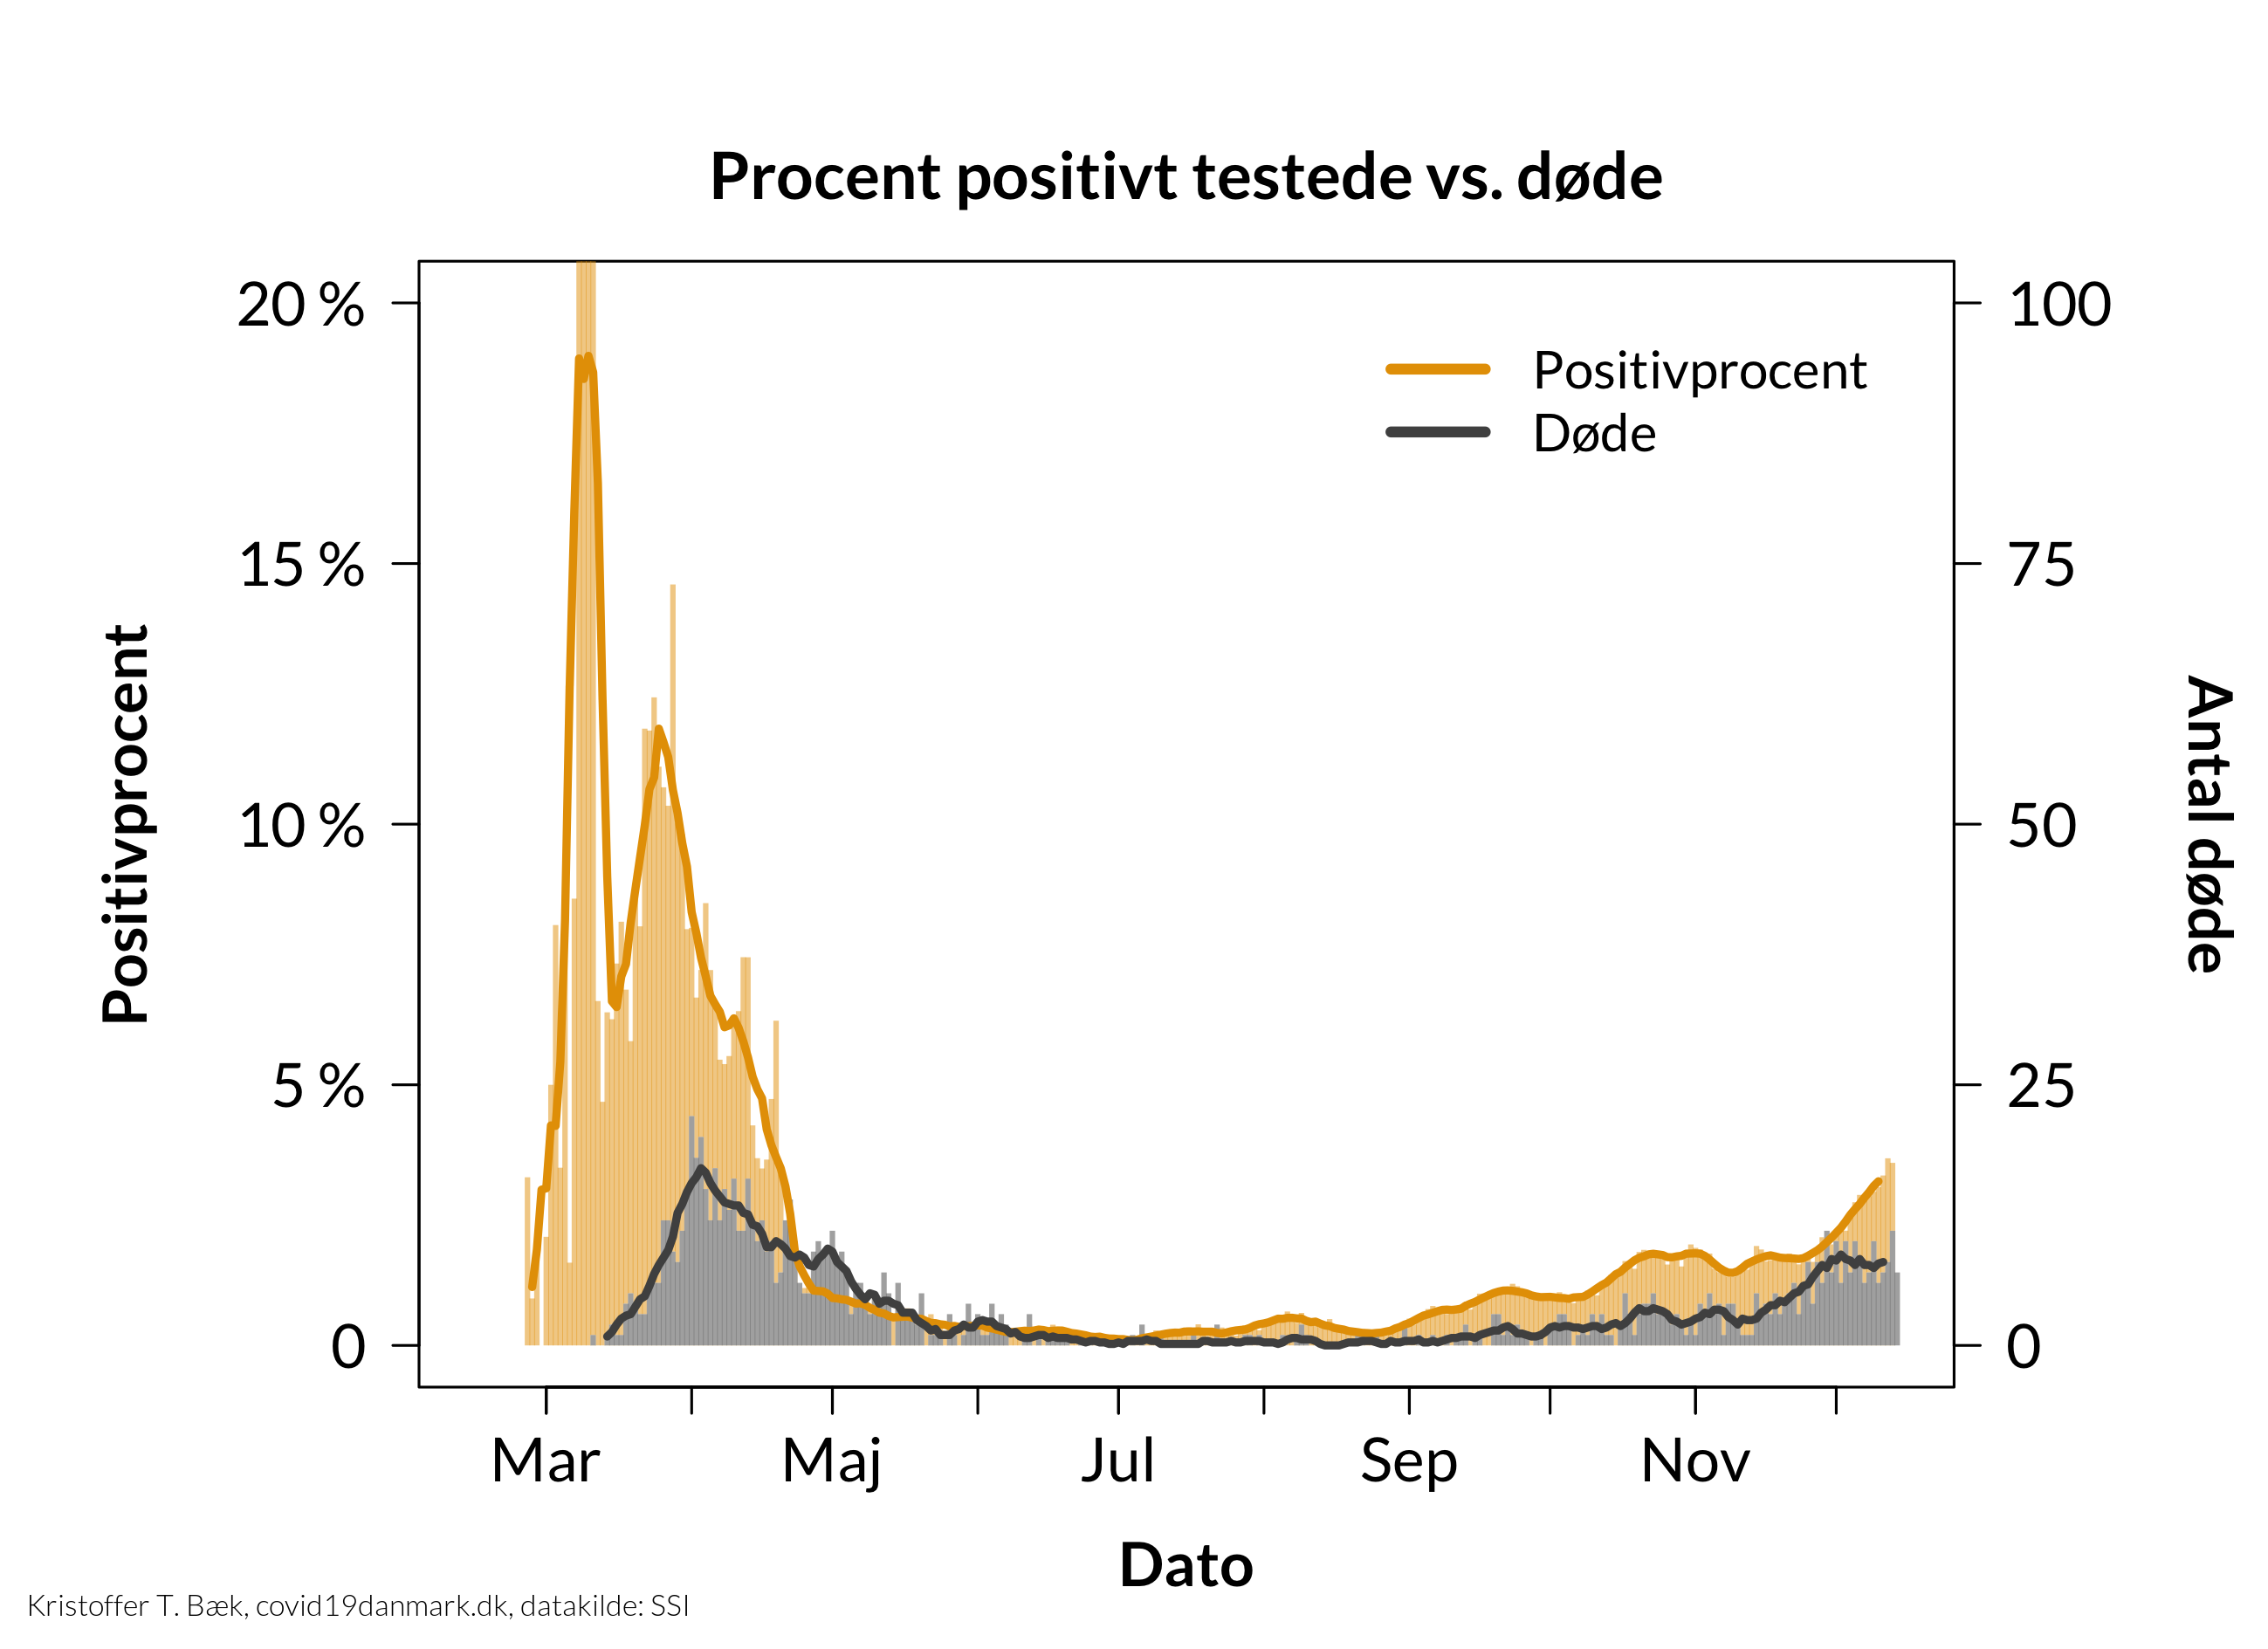 Procent positivt testede vs. døde
20 %
15 %
10 %
5 %
0
Positivprocent
Positivprocent
Døde
100
75
50
25
0
Antal døde
Mar
Maj
Jul
Sep
Nov
Dato
Kristoffer T. Bæk, covid19danmark.dk, datakilde: SSI